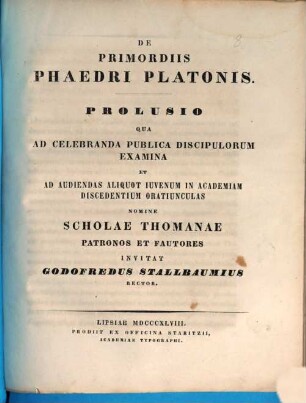 DE
PRIMORDIIS
PHAEDRI PLATONIS.
PROLUSIO
QUA
AD CELEBRANDA PUBLICA DISCIPULORUM
EXAMINA
ET
AD AUDIENDAS ALIQUOT IUVENUM IN ACADEMIAM
DISCEDENTIUM ORATIUNCULAS
NOMINE
SCHOLAE THOMANAE
PATRONOS ET FAUTORES
INVITAT
GODOFREDUS STALLBAUMIUS
RECTOR.
LIPSIAE MDCCCXLVIII.
PRODIIT EX OFFICINA STARITZII,
ACADEMIAE TYPOGRAPHI.